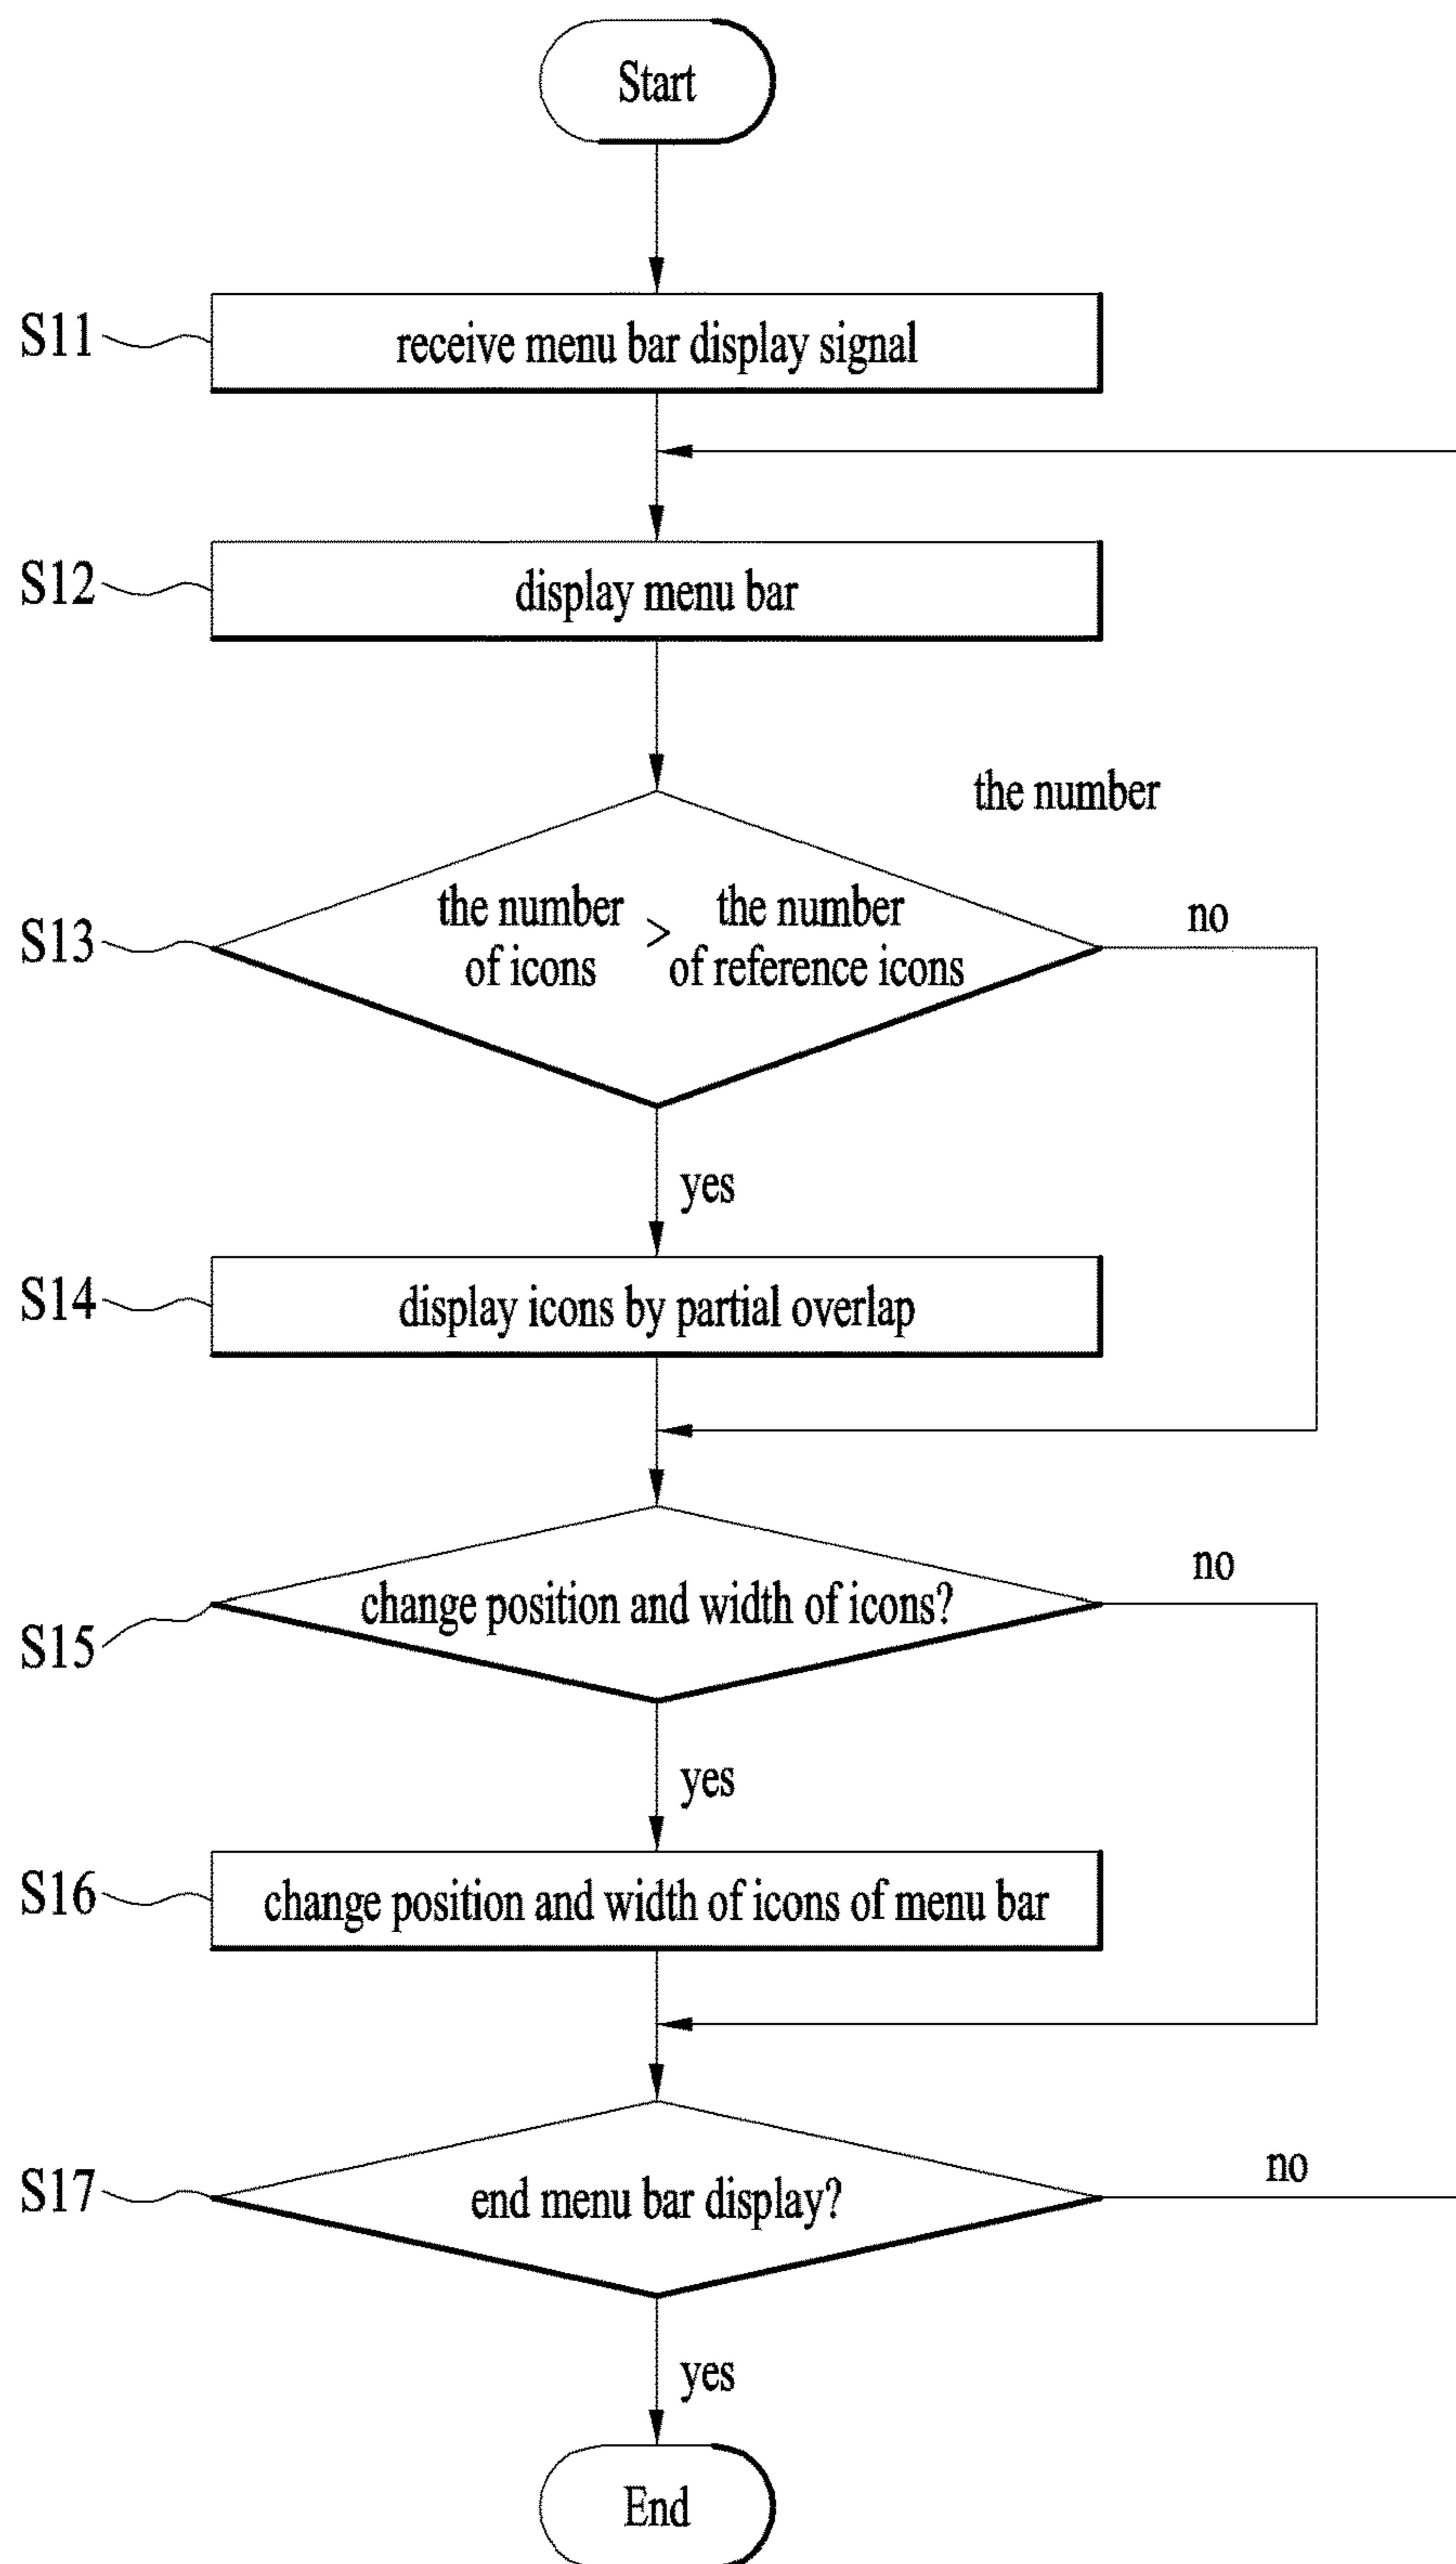 Start
S11
receive menu bar display signal
S12
display menu bar
the number
S13
the number > the number
of icons of reference icons
no
yes
S14
display icons by partial overlap
S15
change position and width of icons?
no
yes
S16
change position and width of icons of menu bar
S17
end menu bar display?
no
yes
End